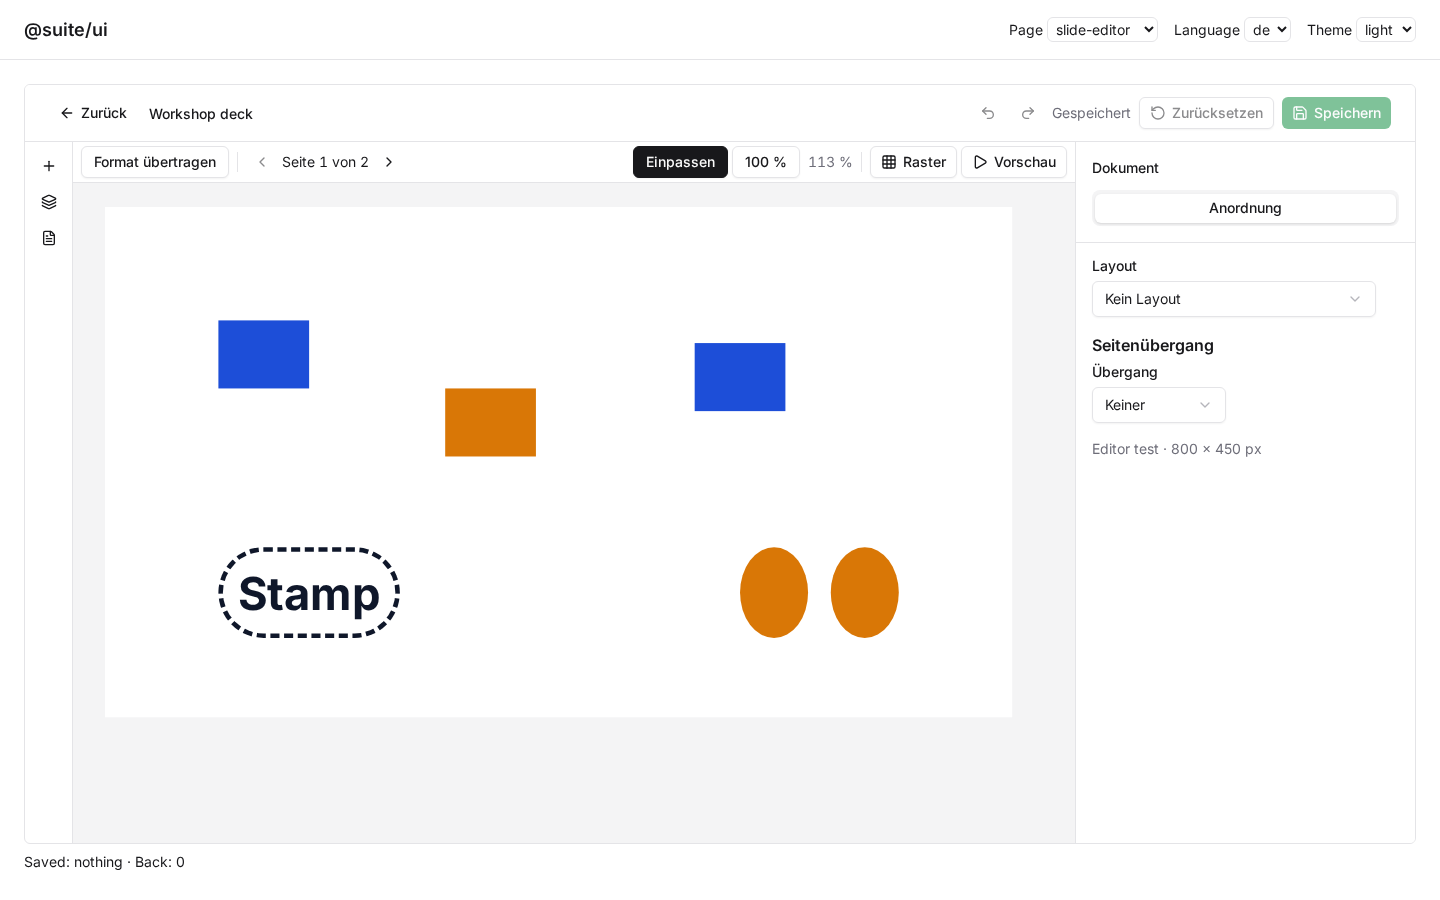 @suite/ui
Page slide-editor Language de Theme light
Zurück Workshop deck Gespeichert Zurücksetzen Speichern
Format übertragen Seite 1 von 2 Einpassen 100 % 113 % Raster Vorschau
Dokument
Anordnung
Layout
Kein Layout
Seitenübergang
Übergang
Keiner
Editor test · 800 × 450 px
Stamp
Saved: nothing · Back: 0